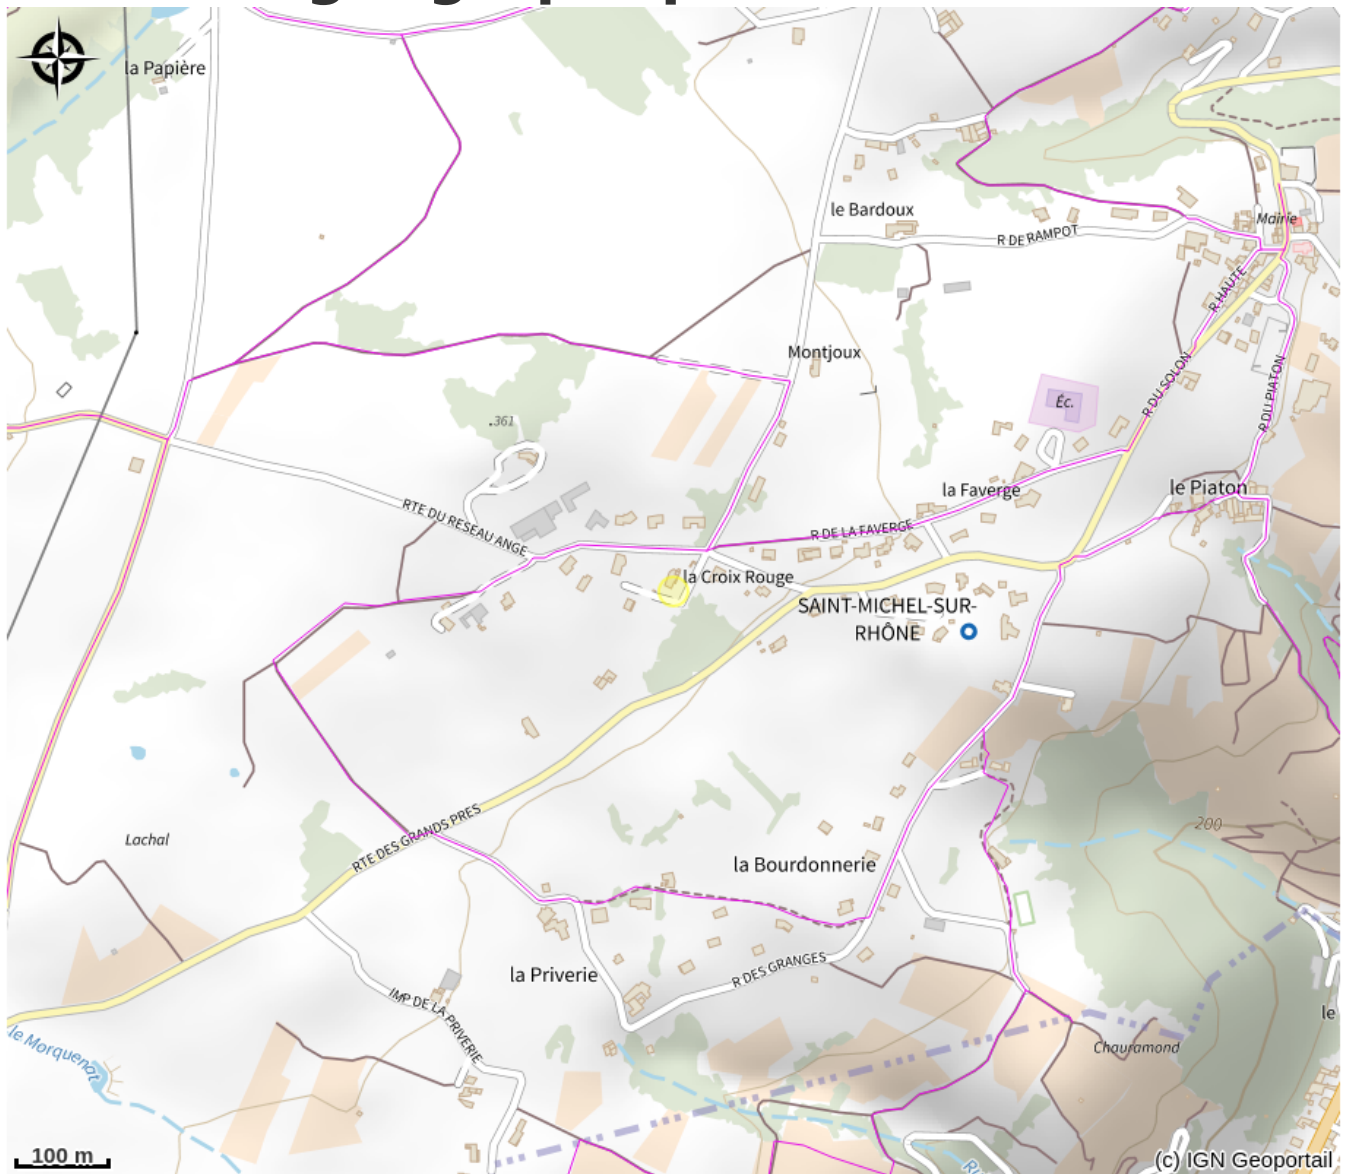 la Papière
le Bardoux
Mairie
R DE RAMPOT
R HAUTE
Montjoux
R DU SOLON
R DU PIATON
Éc.
.361
la Faverge
le Piaton
RTE DU RESEAU ANGE
R DE LA FAVERGE
la Croix Rouge
SAINT-MICHEL-SUR-
RHÔNE
Lachal
RTE DES GRANDS PRES
200
la Bourdonnerie
la Priverie
R DES GRANGES
IMP DE LA PRIVERIE
le
le Morquenat
Chauramond
100 m
(c) IGN Geoportail